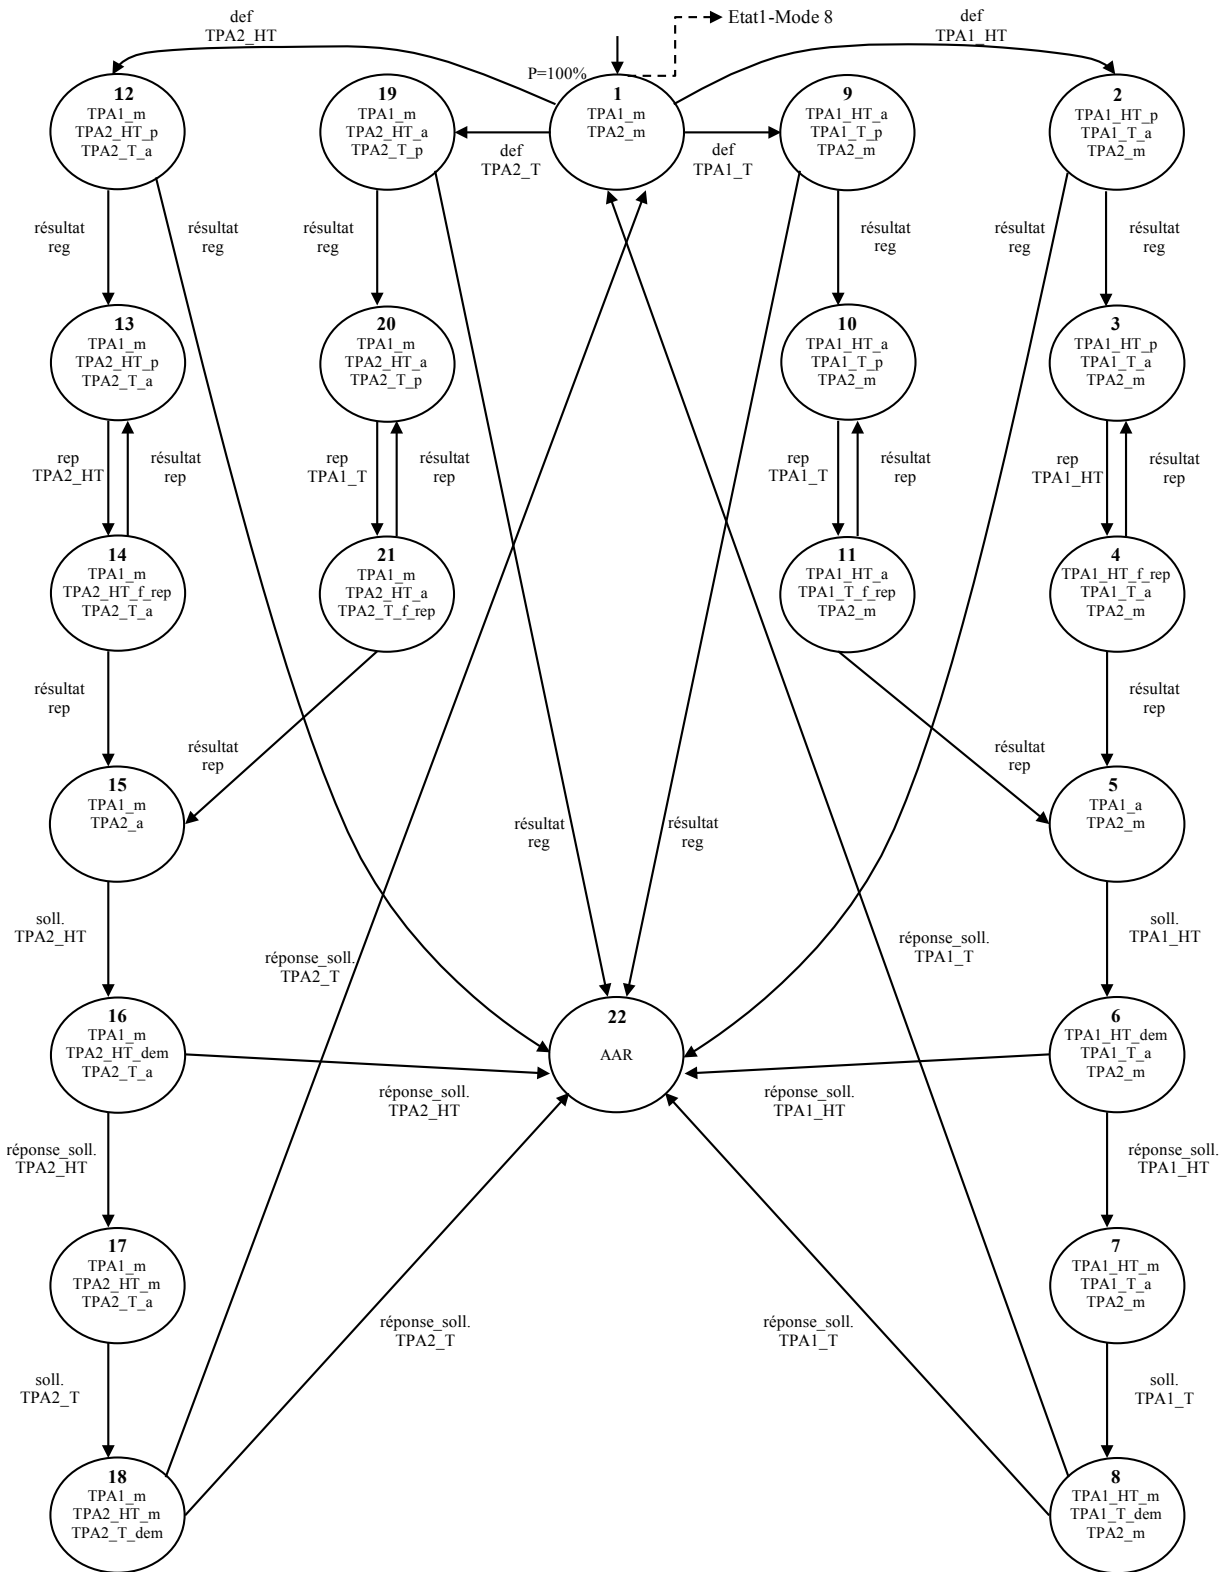 def
TPA2_HT
Etat1-Mode 8
def
TPA1_HT
P=100%
12
TPA1_m
TPA2_HT_p
TPA2_T_a
19
TPA1_m
TPA2_HT_a
TPA2_T_p
1
TPA1_m
TPA2_m
9
TPA1_HT_a
TPA1_T_p
TPA2_m
2
TPA1_HT_p
TPA1_T_a
TPA2_m
def
TPA2_T
def
TPA1_T
résultat
reg
résultat
reg
résultat
reg
résultat
reg
résultat
reg
résultat
reg
13
TPA1_m
TPA2_HT_p
TPA2_T_a
20
TPA1_m
TPA2_HT_a
TPA2_T_p
10
TPA1_HT_a
TPA1_T_p
TPA2_m
3
TPA1_HT_p
TPA1_T_a
TPA2_m
rep
TPA2_HT
résultat
rep
rep
TPA1_T
résultat
rep
rep
TPA1_T
résultat
rep
rep
TPA1_HT
résultat
rep
14
TPA1_m
TPA2_HT_f_rep
TPA2_T_a
21
TPA1_m
TPA2_HT_a
TPA2_T_f_rep
11
TPA1_HT_a
TPA1_T_f_rep
TPA2_m
4
TPA1_HT_f_rep
TPA1_T_a
TPA2_m
résultat
rep
résultat
rep
résultat
rep
résultat
rep
15
TPA1_m
TPA2_a
5
TPA1_a
TPA2_m
résultat
reg
résultat
reg
soll.
TPA2_HT
réponse_soll.
TPA2_T
réponse_soll.
TPA1_T
soll.
TPA1_HT
16
TPA1_m
TPA2_HT_dem
TPA2_T_a
22
AAR
6
TPA1_HT_dem
TPA1_T_a
TPA2_m
réponse_soll.
TPA2_HT
réponse_soll.
TPA1_HT
réponse_soll.
TPA2_HT
réponse_soll.
TPA1_HT
17
TPA1_m
TPA2_HT_m
TPA2_T_a
7
TPA1_HT_m
TPA1_T_a
TPA2_m
réponse_soll.
TPA2_T
réponse_soll.
TPA1_T
soll.
TPA2_T
soll.
TPA1_T
18
TPA1_m
TPA2_HT_m
TPA2_T_dem
8
TPA1_HT_m
TPA1_T_dem
TPA2_m